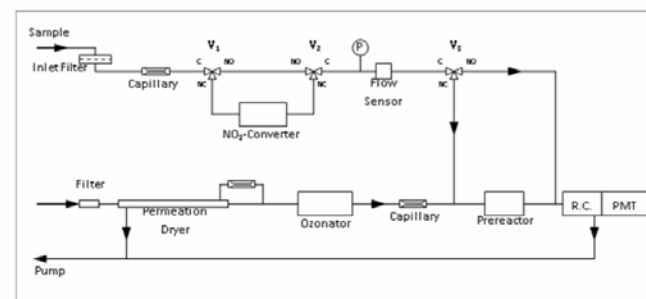 Sample
V1
V2
P
V3
C
NO
NO
C
C
NO
Inlet Filter
NC
NC
NC
Capillary
Flow
Sensor
NO2-Converter
Filter
Permeation
Dryer
Ozonator
Capillary
Prereactor
R.C.
PMT
Pump